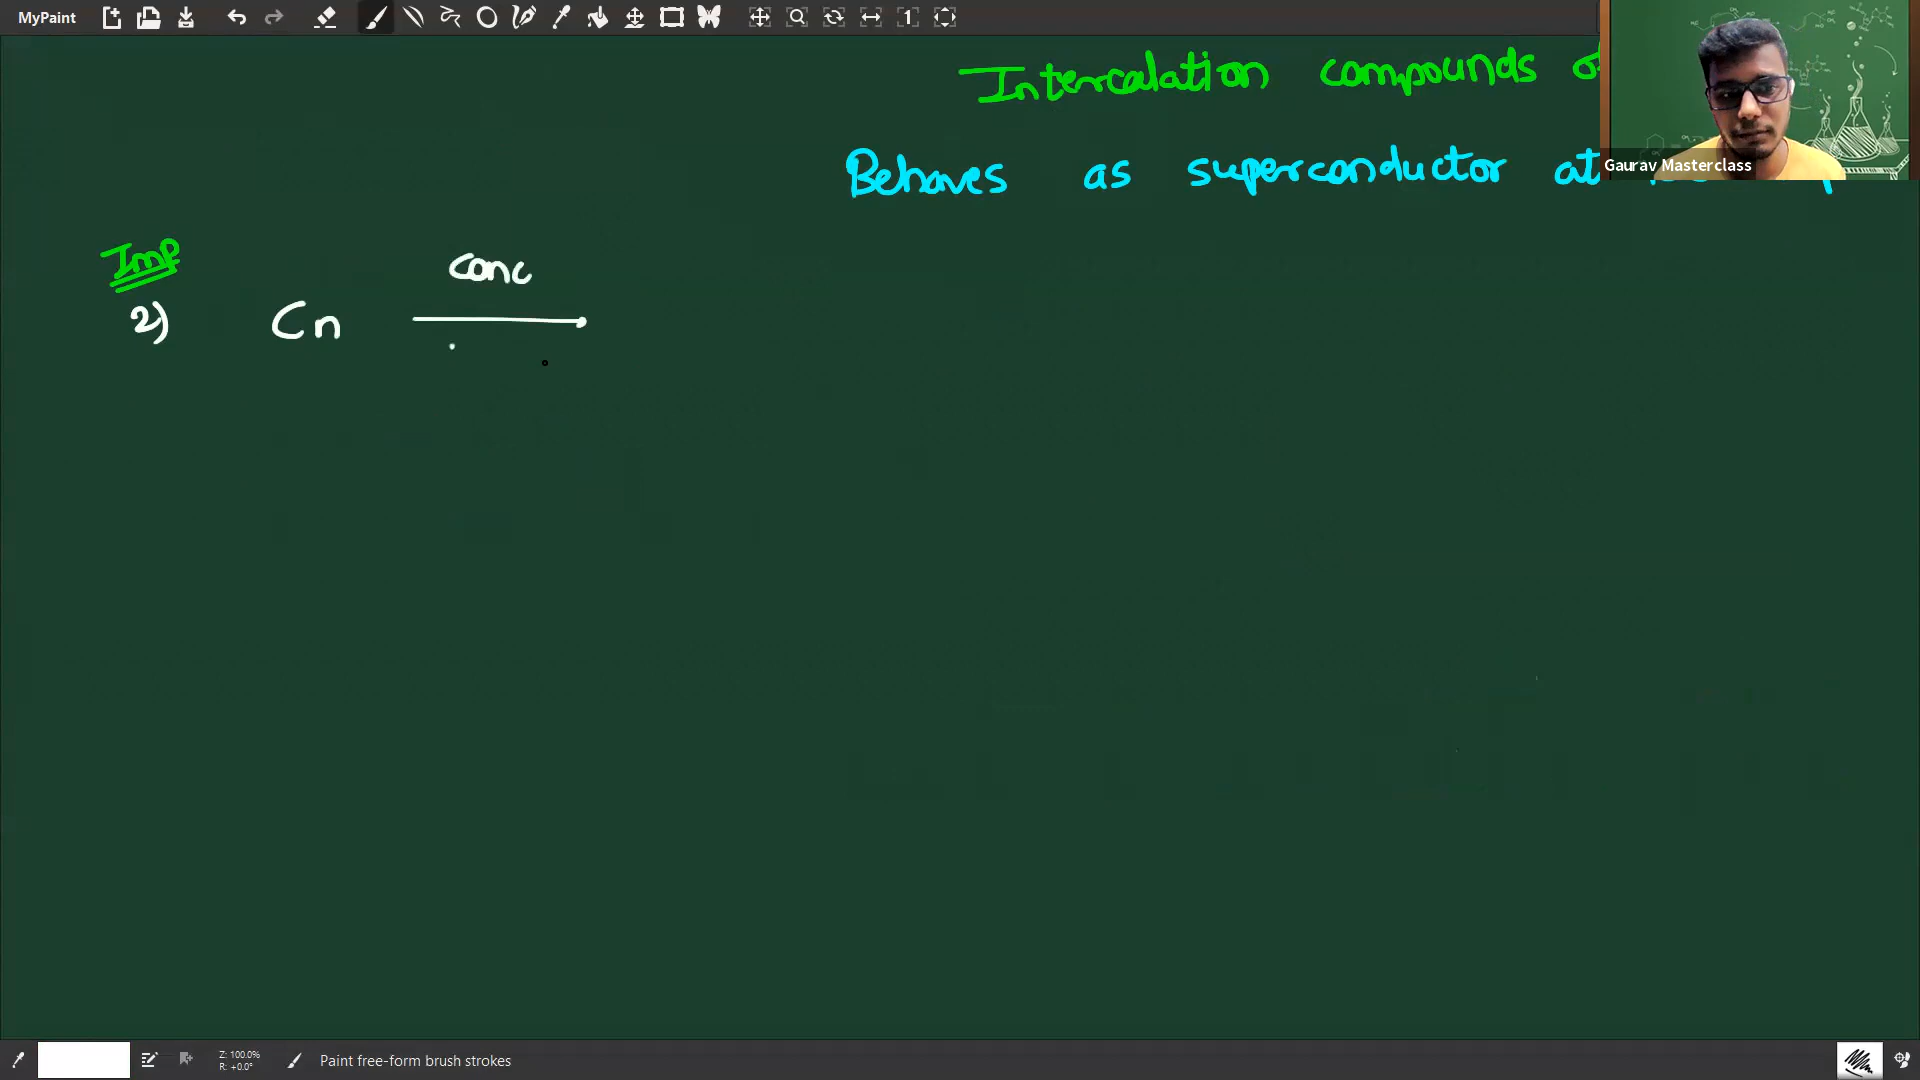 MyPaint
1
Intercalation compounds
Behaves as superconductor at
Gaurav Masterclass
Imp
conc
2) Cn
Z: 100.0%
R: +0.0°
Paint free-form brush strokes